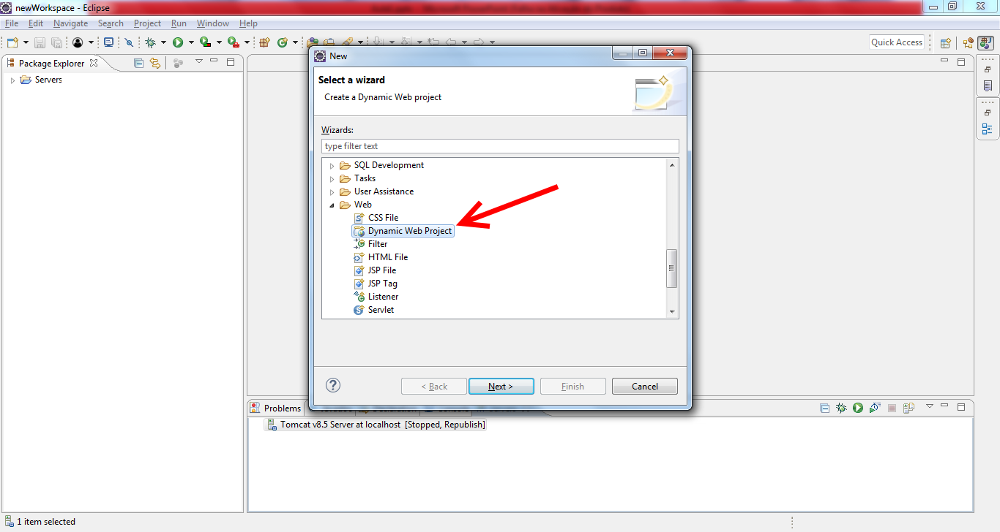 newWorkspace - Eclipse
File Edit Navigate Search Project Run Window Help
Quick Access
Package Explorer
Servers
New
Select a wizard
Create a Dynamic Web project
Wizards:
type filter text
SQL Development
Tasks
User Assistance
Web
CSS File
Dynamic Web Project
Filter
HTML File
JSP File
JSP Tag
Listener
Servlet
< Back Next > Finish Cancel
Problems
Tomcat v8.5 Server at localhost [Stopped, Republish]
1 item selected